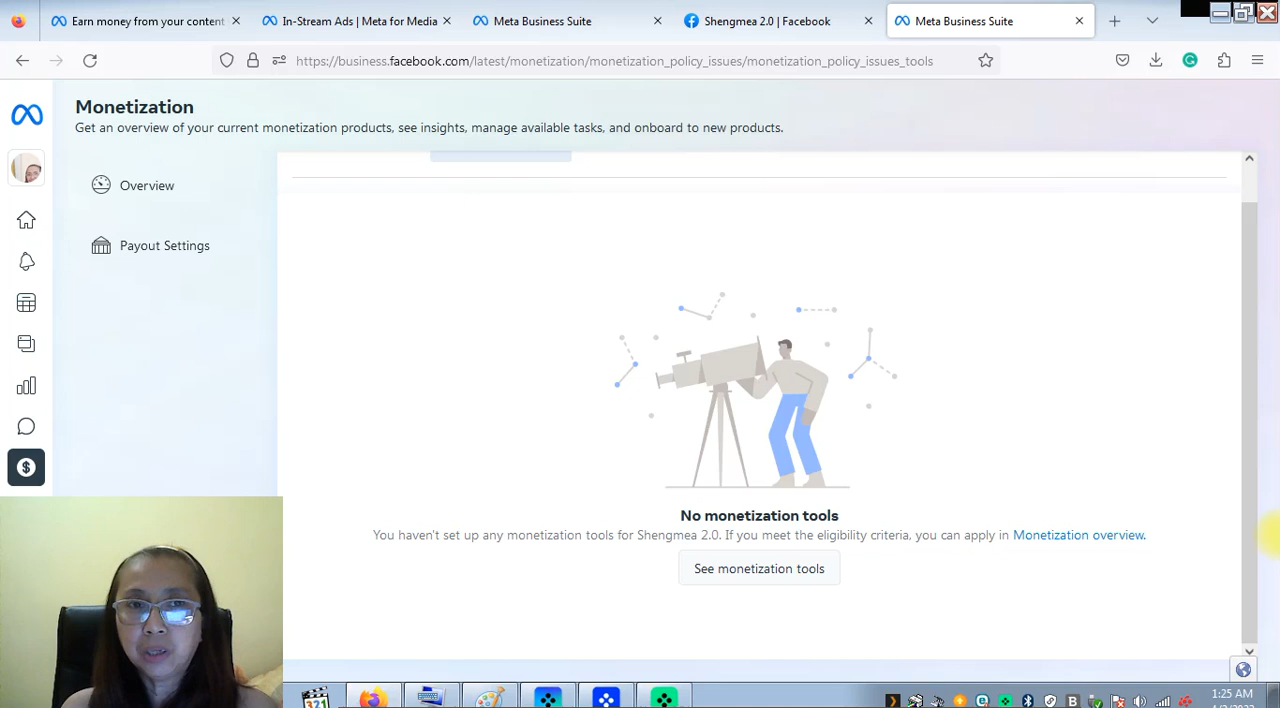 Earn money from your content
In-Stream Ads | Meta for Media
Meta Business Suite
Shengmea 2.0 | Facebook
Meta Business Suite
https://business.facebook.com/latest/monetization/monetization_policy_issues/monetization_policy_issues_tools
Monetization
Get an overview of your current monetization products, see insights, manage available tasks, and onboard to new products.
Overview
Payout Settings
No monetization tools
You haven't set up any monetization tools for Shengmea 2.0. If you meet the eligibility criteria, you can apply in Monetization overview.
See monetization tools
321
1:25 AM